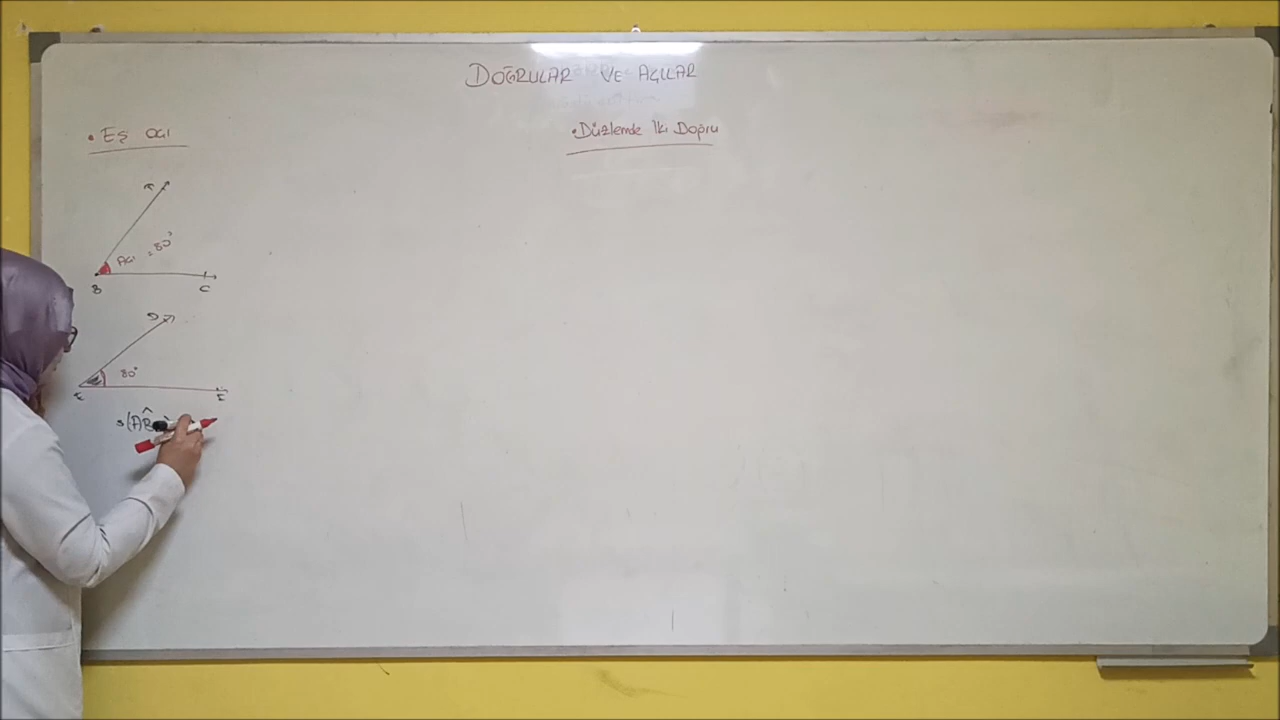 DOĞRULAR VE AÇILAR
• Eş açı
• Düzlemde İki Doğru
A
Açı = 80°
B C
D
80°
E
s(AB